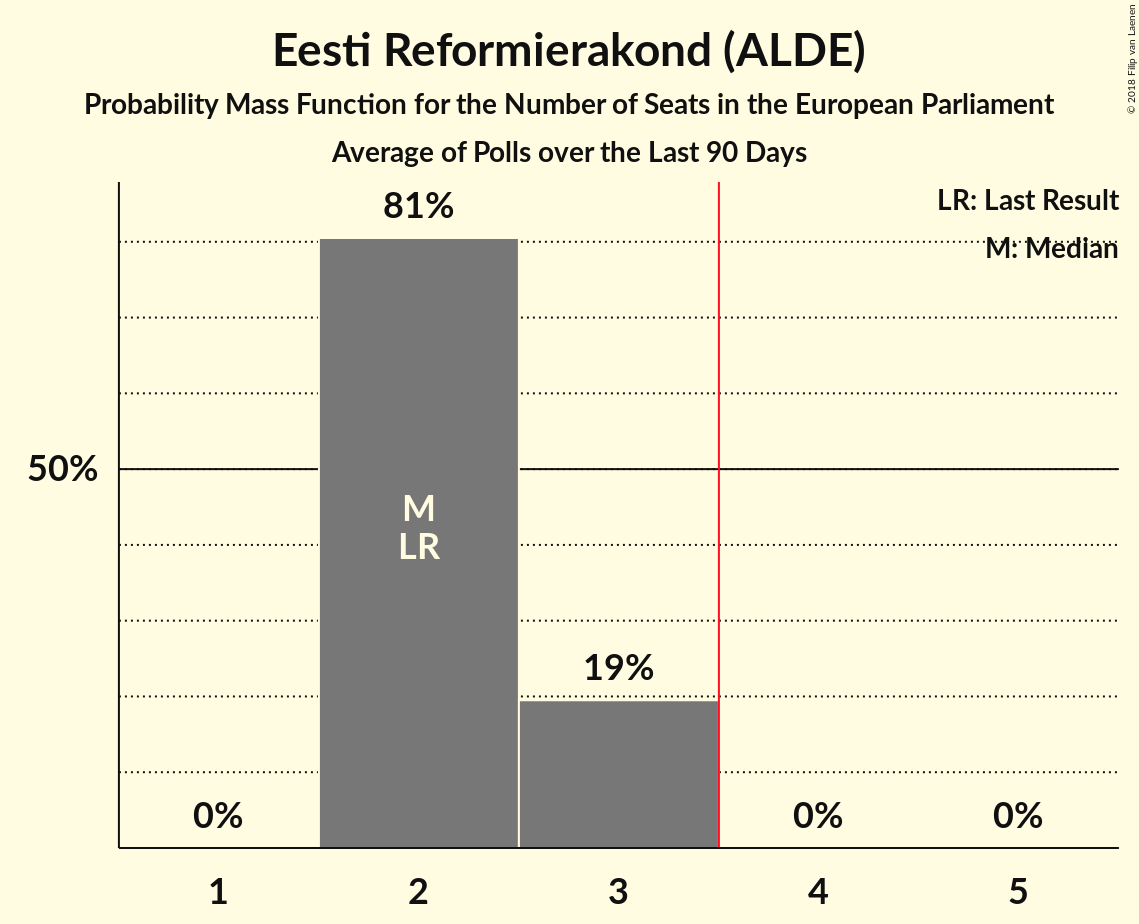 Eesti Reformierakond (ALDE)
Probability Mass Function for the Number of Seats in the European Parliament
Average of Polls over the Last 90 Days
© 2018 Filip van Laenen
LR: Last Result
M: Median
81%
50%
M
LR
19%
0%
0%
0%
1
2
3
4
5